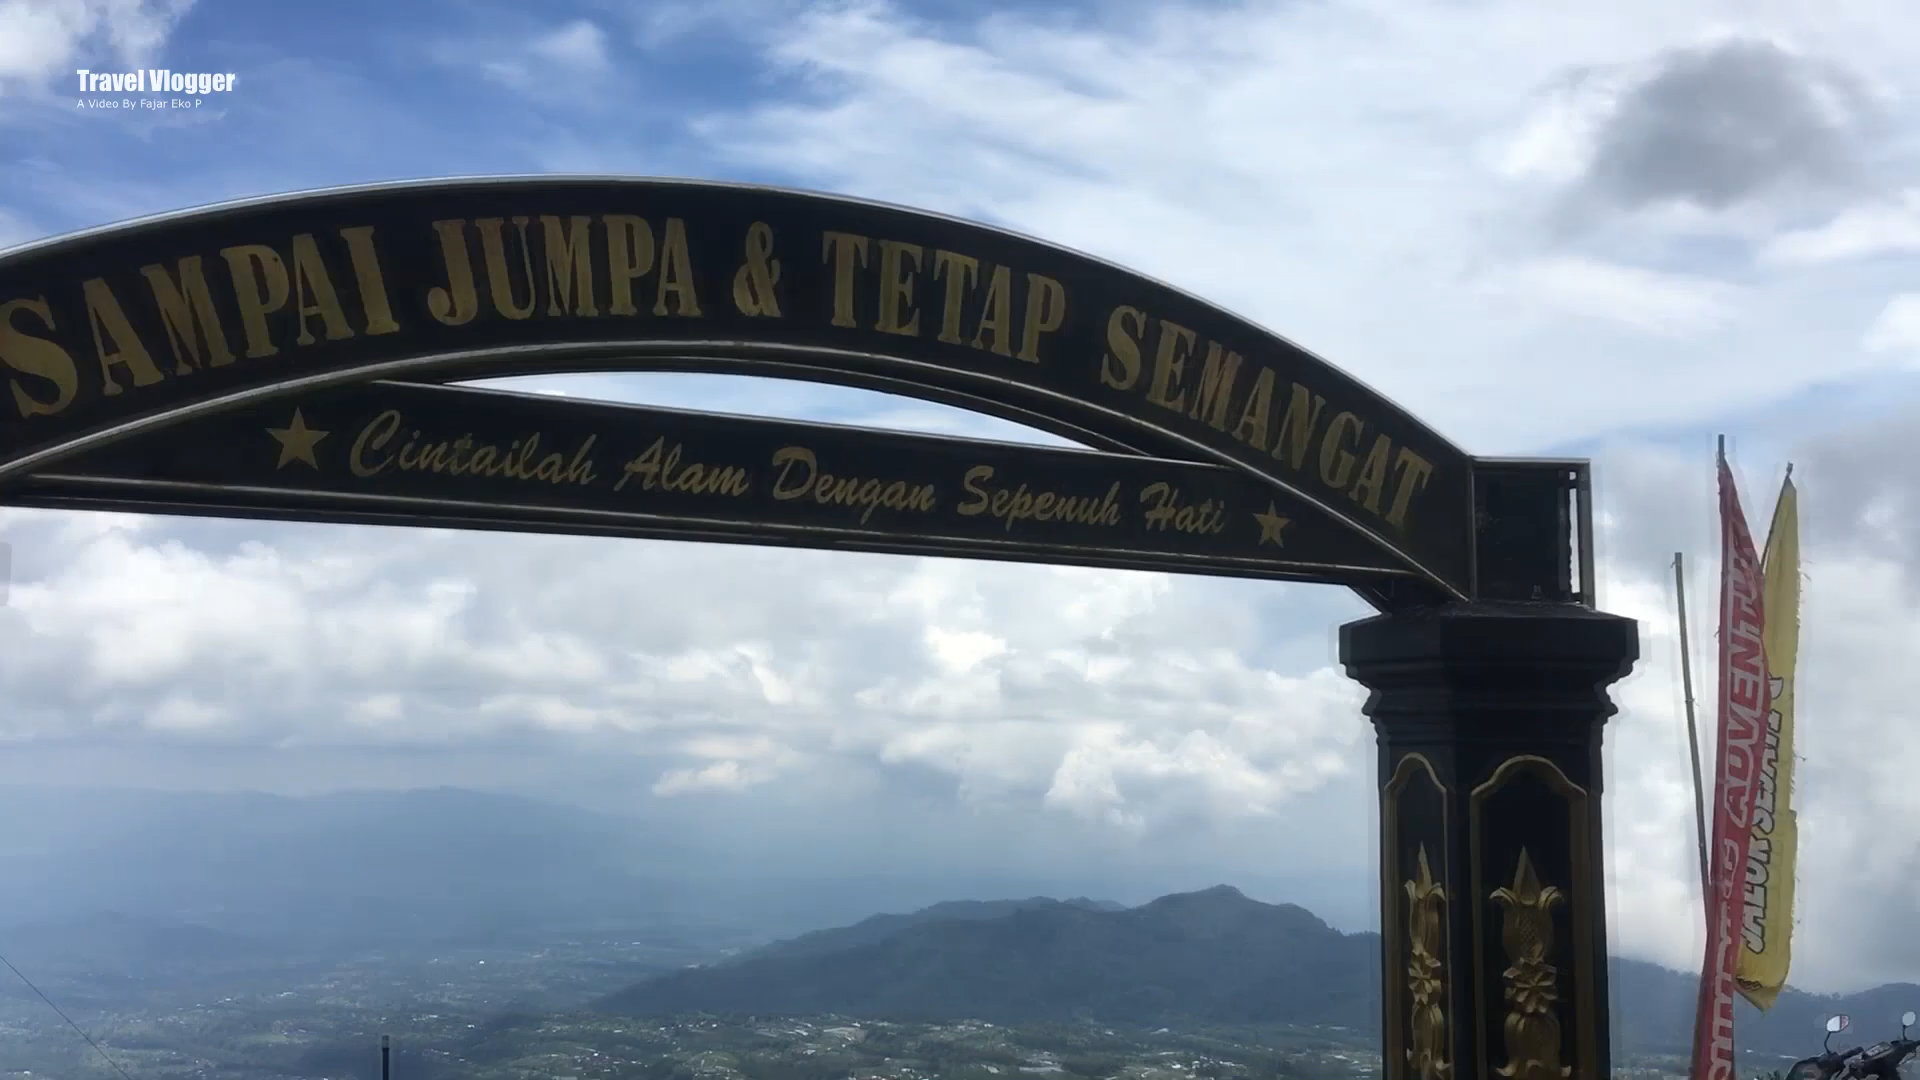 Travel Vlogger
A Video By Fajar Eko P
SAMPAI JUMPA & TETAP SEMANGAT
Cintailah Alam Dengan Sepenuh Hati